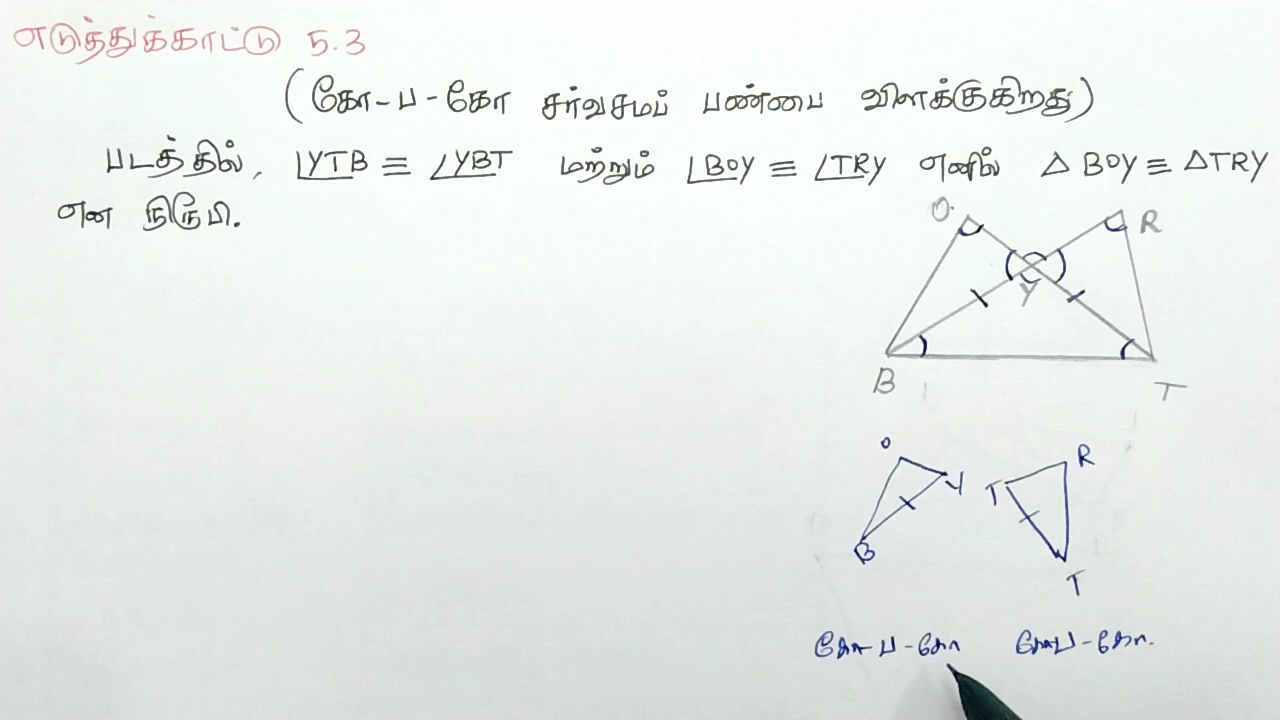 எடுத்துக்காட்டு 5.3
(கோ-ப-கோ சர்வசமப் பண்பை விளக்குகிறது)
படத்தில், ∠YTB ≡ ∠YBT மற்றும் ∠BOY ≡ ∠TRY எனில் △ BOY ≡ △TRY
என நிரூபி.
O
R
Y
B
T
O
Y
B
T
R
T
கோ-ப-கோ
கோப-கோ.